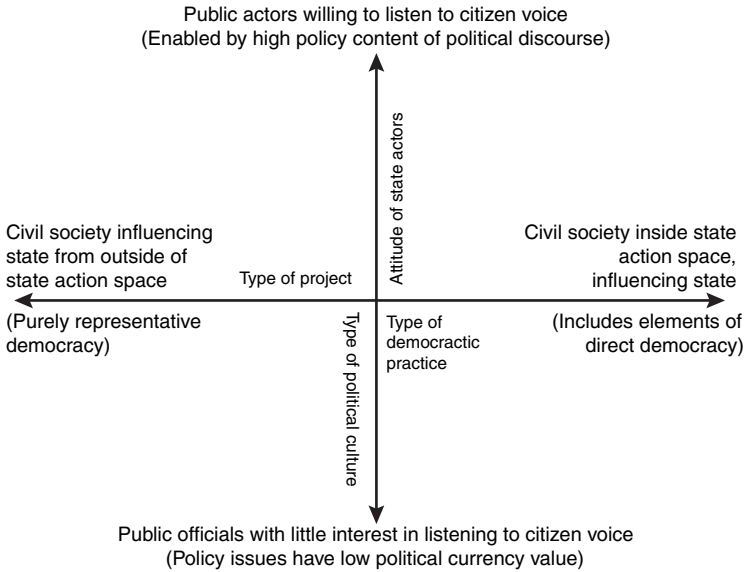 Public actors willing to listen to citizen voice
(Enabled by high policy content of political discourse)
Attitude of state actors
Civil society influencing
state from outside of
state action space
Type of project
Civil society inside state
action space,
influencing state
(Purely representative
democracy)
Type of political culture
Type of
democractic
practice
(Includes elements of
direct democracy)
Public officials with little interest in listening to citizen voice
(Policy issues have low political currency value)